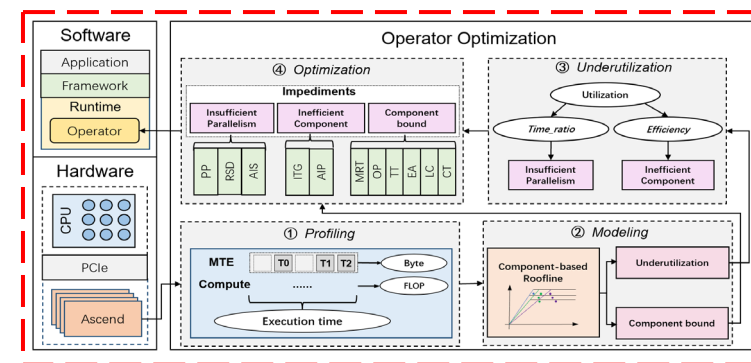 Software
Application
Framework
Runtime
Operator
Hardware
CPU
PCIe
Ascend
Operator Optimization
④ Optimization
Impediments
Insufficient
Parallelism
Inefficient
Component
Component
bound
PP
RSD
AIS
ITG
AIP
MRT
OP
TT
EA
LC
CT
③ Underutilization
Utilization
Time_ratio
Efficiency
Insufficient
Parallelism
Inefficient
Component
① Profiling
MTE
T0
T1
T2
Byte
Compute
......
FLOP
Execution time
② Modeling
Component-based
Roofline
Underutilization
Component bound